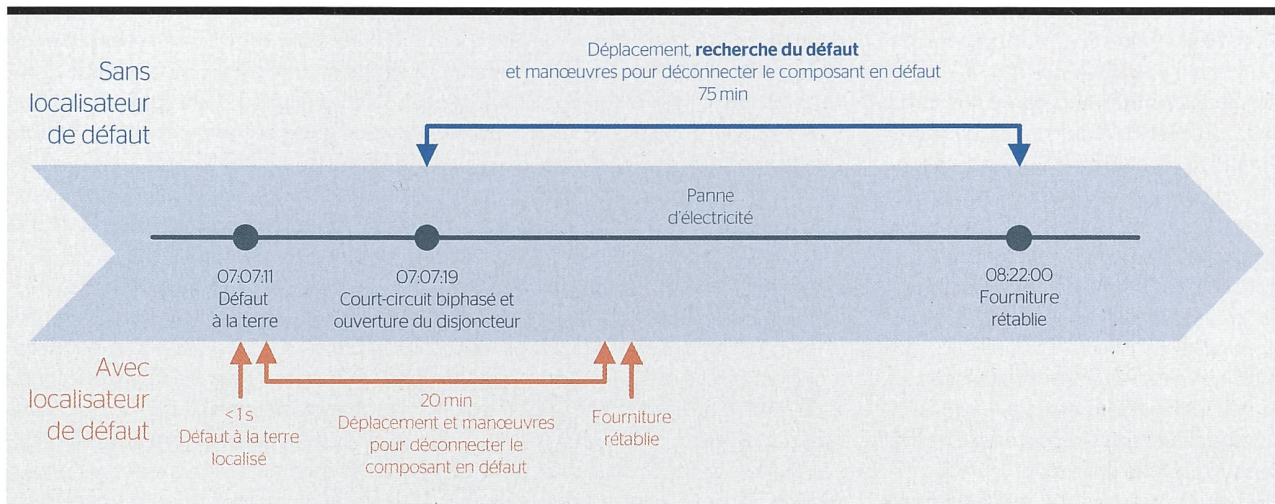 Sans
localisateur
de défaut
Déplacement, recherche du défaut
et manœuvres pour déconnecter le composant en défaut
75 min
Panne
d'électricité
07:07:11
Défaut
à la terre
07:07:19
Court-circuit biphasé et
ouverture du disjoncteur
08:22:00
Fourniture
rétablie
Avec
localisateur
de défaut
<1 s
Défaut à la terre
localisé
20 min
Déplacement et manœuvres
pour déconnecter le
composant en défaut
Fourniture
rétablie